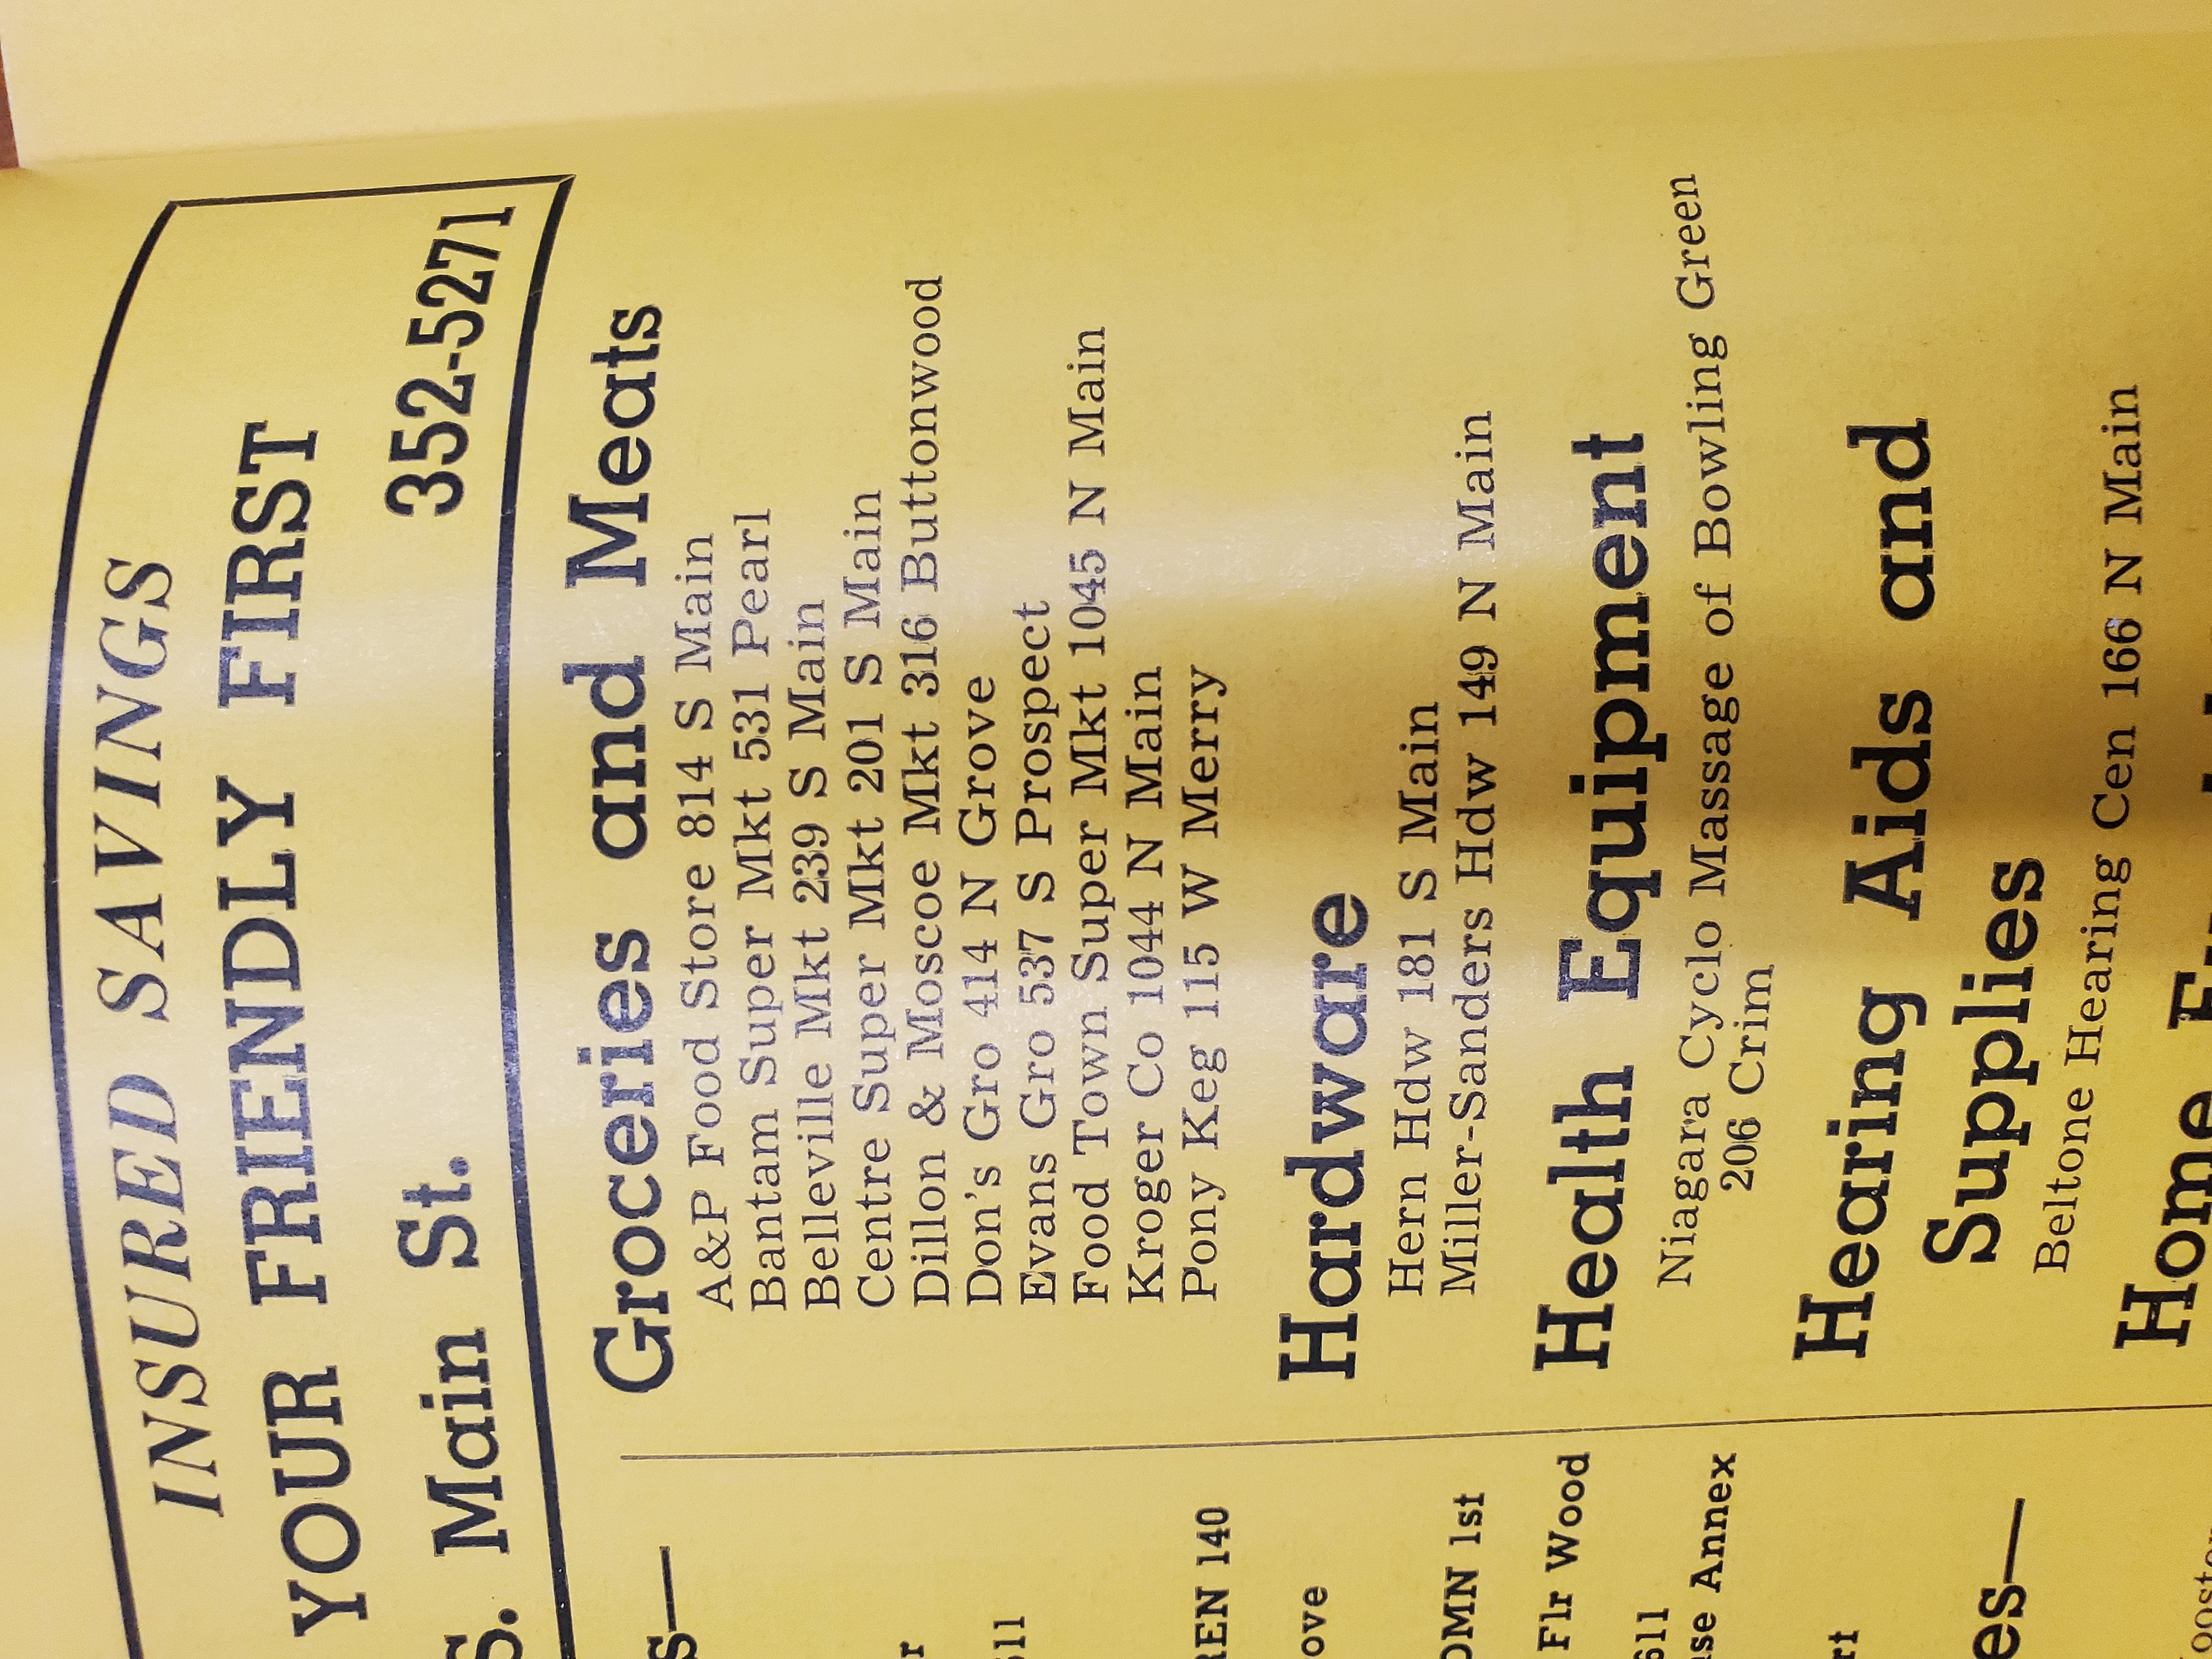 INSURED SAVINGS
YOUR FRIENDLY FIRST
S. Main St. 352-5271
s—
511
REN 140
OMN 1st
Flr Wood
611
se Annex
es—
Groceries and Meats
A&P Food Store 814 S Main
Bantam Super Mkt 531 Pearl
Belleville Mkt 239 S Main
Centre Super Mkt 201 S Main
Dillon & Moscoe Mkt 316 Buttonwood
Don's Gro 414 N Grove
Evans Gro 537 S Prospect
Food Town Super Mkt 1045 N Main
Kroger Co 1044 N Main
Pony Keg 115 W Merry
Hardware
Hern Hdw 181 S Main
Miller-Sanders Hdw 149 N Main
Health Equipment
Niagara Cyclo Massage of Bowling Green
206 Crim
Hearing Aids and
Supplies
Beltone Hearing Cen 166 N Main
Home